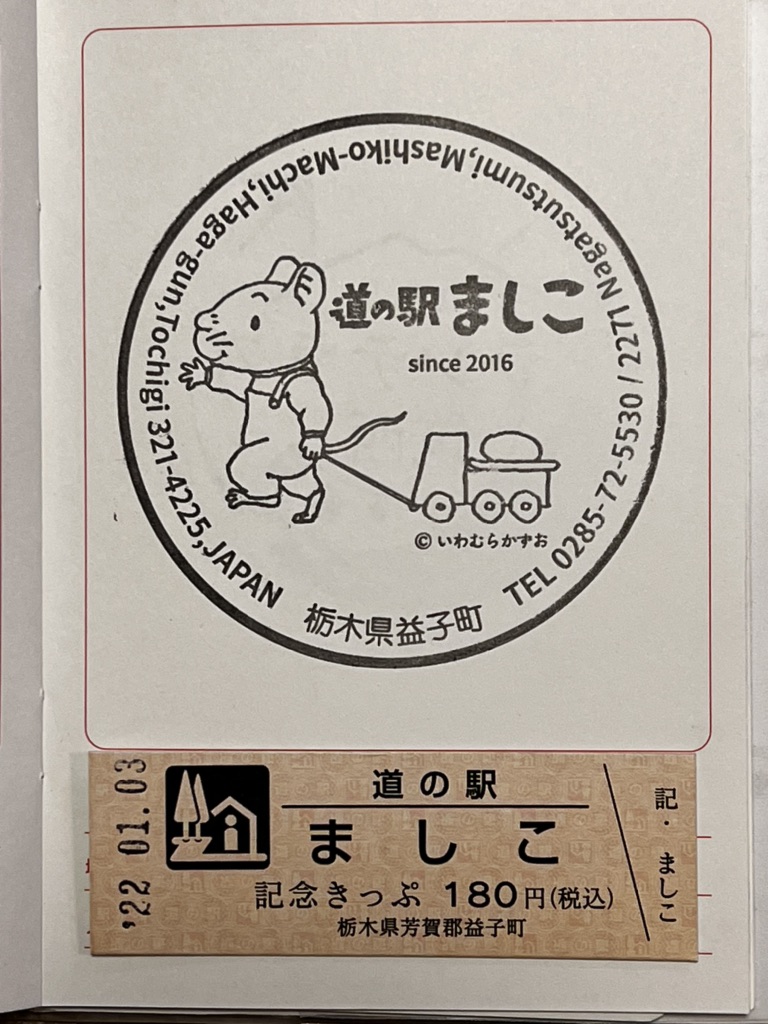 道の駅 ましこ
since 2016
© いわむらかずお
2271 Nagatsutsumi,Mashiko-Machi,Haga-gun,Tochigi 321-4225,JAPAN
栃木県益子町
TEL 0285-72-5530 /
'22 01.03
道の駅
ましこ
記念きっぷ 180円(税込)
栃木県芳賀郡益子町
記・ましこ